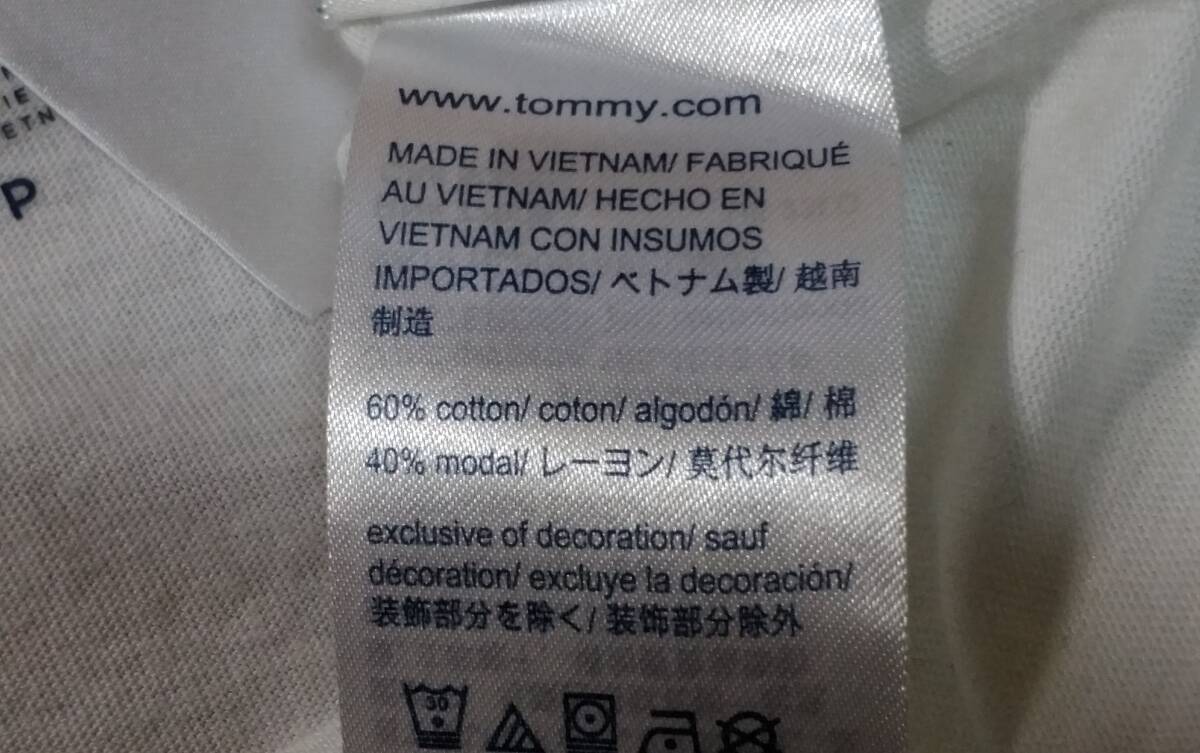 IE
ETN
P
www.tommy.com
MADE IN VIETNAM/ FABRIQUÉ
AU VIETNAM/ HECHO EN
VIETNAM CON INSUMOS
IMPORTADOS/ ベトナム製/ 越南
制造
60% cotton/ coton/ algodón/ 綿/ 棉
40% modal/ レーヨン/ 莫代尔纤维
exclusive of decoration/ sauf
décoration/ excluye la decoración/
装飾部分を除く/ 装饰部分除外
30